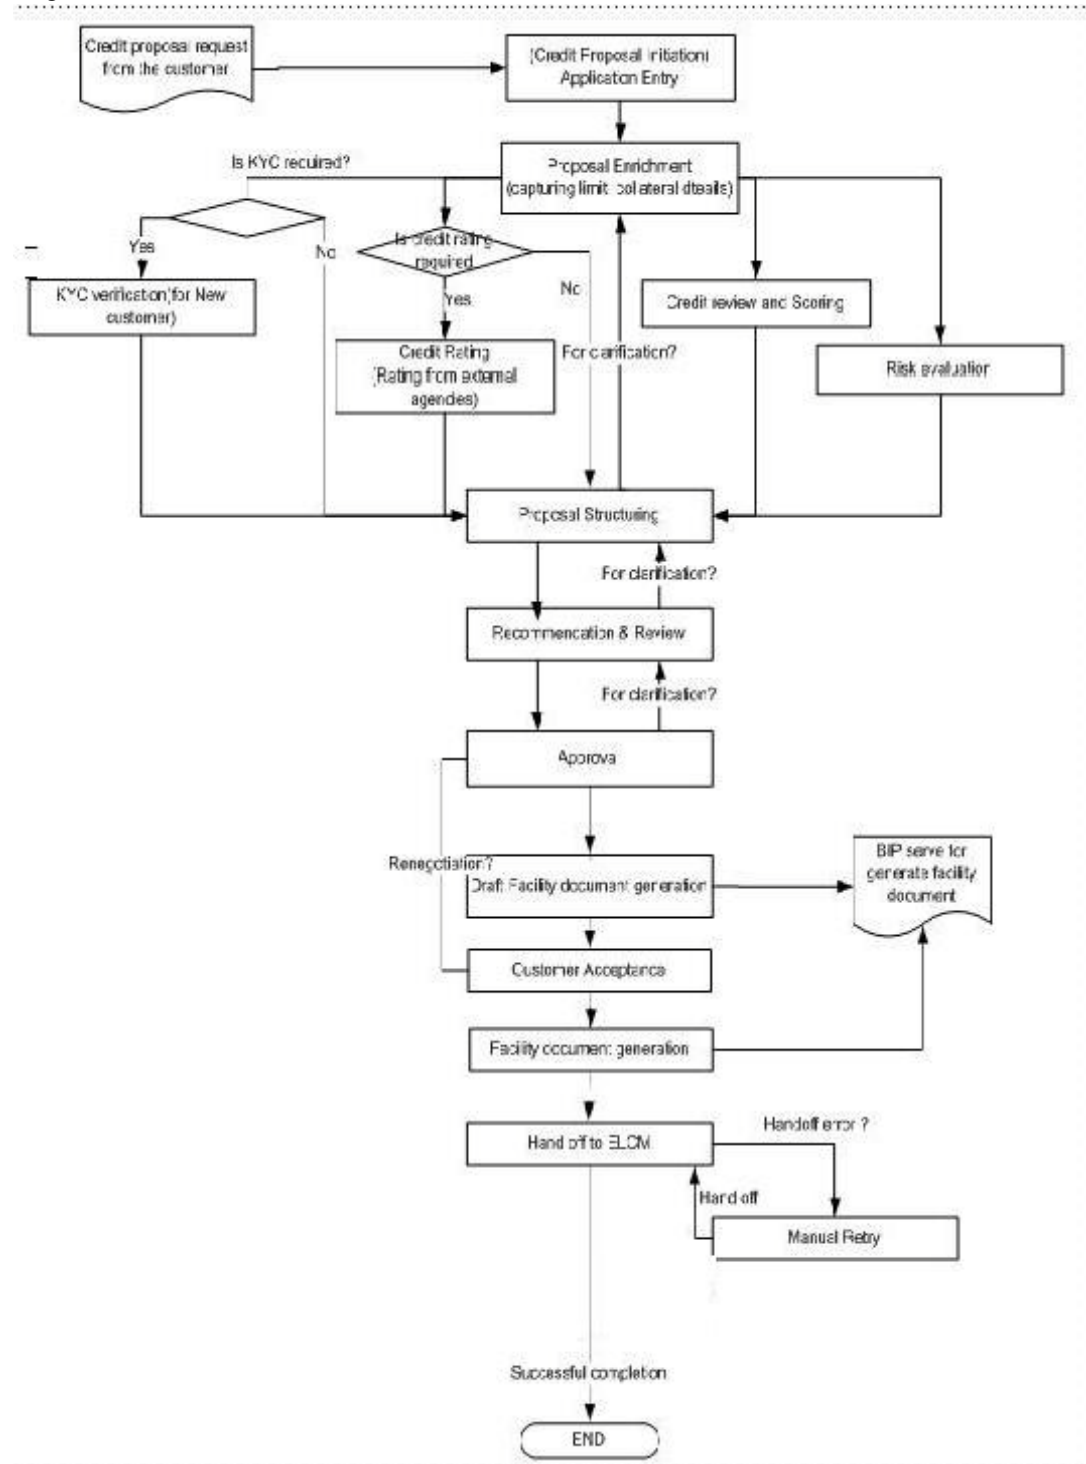 Credit proposal request
from the customer
(Credit Proposal Initiation)
Application Entry
Is KYC required?
Proposal Enrichment
(capturing limit, collateral dteails)
Yes
No
Is credit rating
required
No
KYC verification(for New
customer)
Yes
Credit review and Scoring
Credit Rating
(Rating from external
agencies)
For clarification?
Risk evaluation
Proposal Structuring
For clarification?
Recommendation & Review
For clarification?
Approval
Renegotiation?
Draft Facility document generation
BIP serve for
generate facility
document
Customer Acceptance
Facility document generation
Handoff error ?
Hand off to ELCM
Hand off
Manual Retry
Successful completion
END